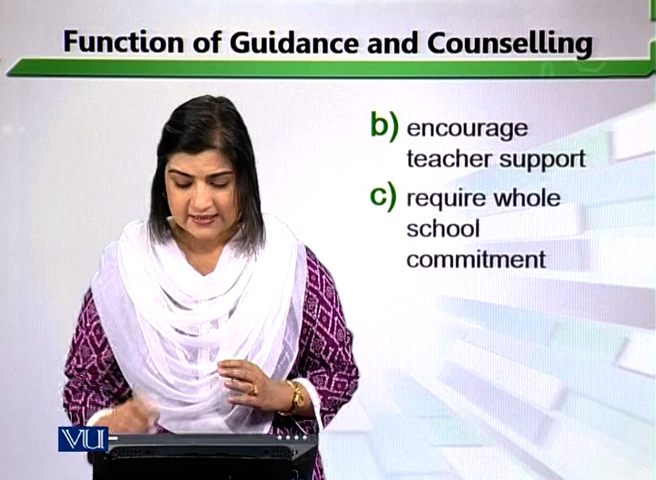 Function of Guidance and Counselling
b) encourage
teacher support
c) require whole
school
commitment
VU